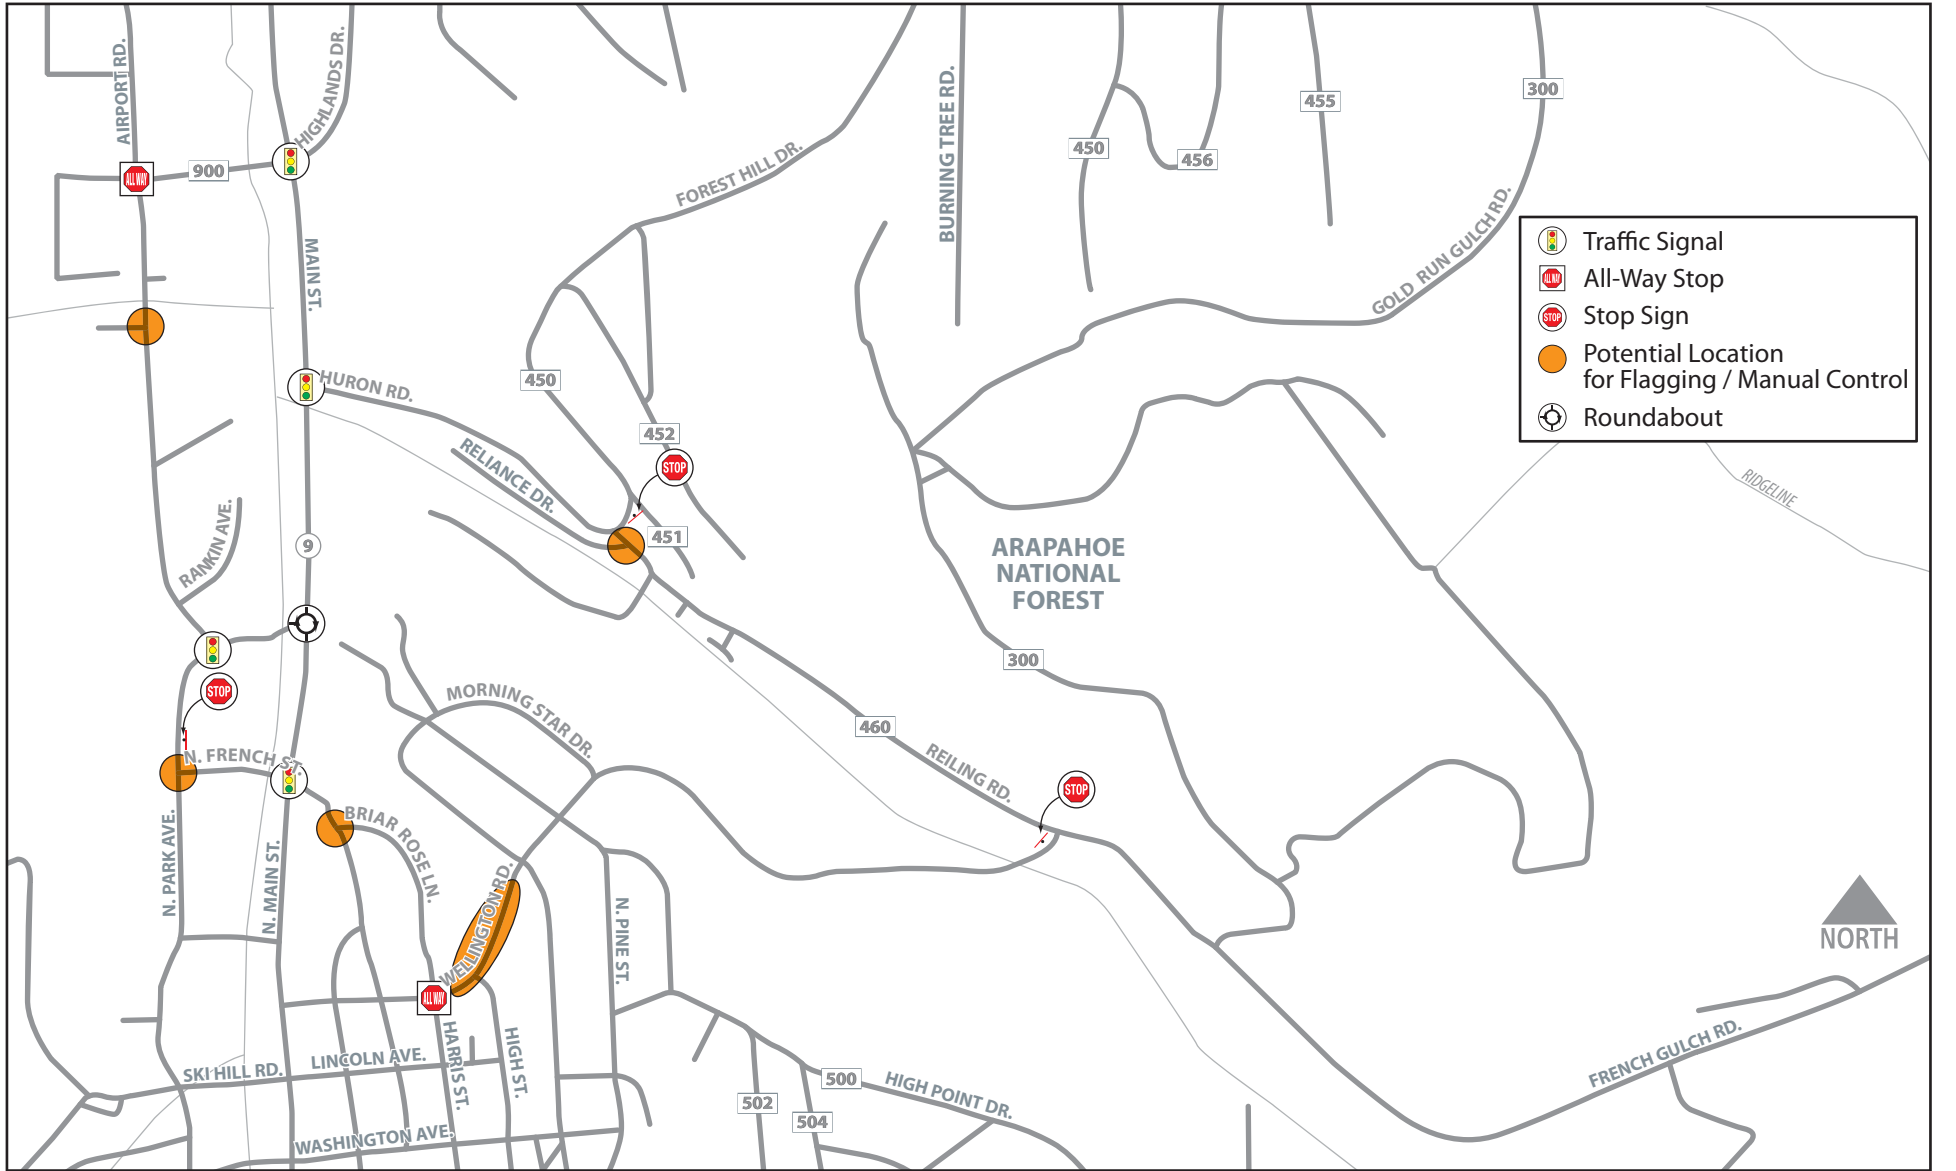 AIRPORT RD.
HIGHLANDS DR.
900
ALL WAY
MAIN ST.
FOREST HILL DR.
BURNING TREE RD.
450
456
455
300
GOLD RUN GULCH RD.
Traffic Signal
ALL WAY
All-Way Stop
STOP
Stop Sign
Potential Location
for Flagging / Manual Control
Roundabout
HURON RD.
450
452
RELIANCE DR.
STOP
451
RIDGELINE
RANKIN AVE.
9
ARAPAHOE
NATIONAL
FOREST
300
STOP
MORNING STAR DR.
460
REILING RD.
STOP
N. FRENCH ST.
BRIAR ROSE LN.
N. PARK AVE.
N. MAIN ST.
WELLINGTON RD.
N. PINE ST.
NORTH
ALL WAY
HARRIS ST.
HIGH ST.
LINCOLN AVE.
SKI HILL RD.
500
HIGH POINT DR.
502
504
FRENCH GULCH RD.
WASHINGTON AVE.